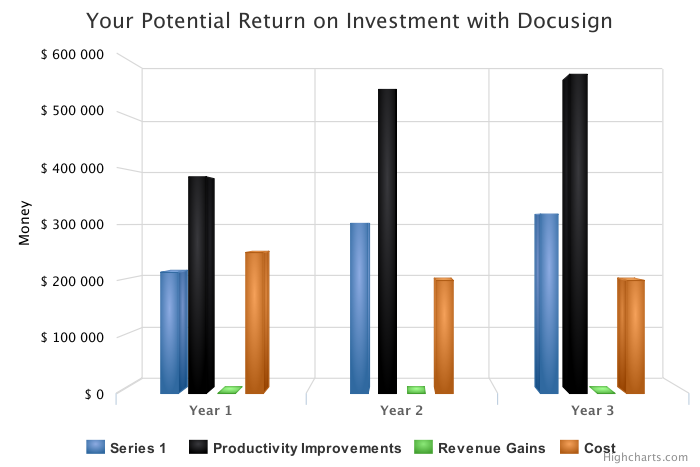 Your Potential Return on Investment with Docusign
$ 600 000
$ 500 000
$ 400 000
$ 300 000
$ 200 000
$ 100 000
$ 0
Money
Year 1 Year 2 Year 3
Series 1 Productivity Improvements Revenue Gains Cost
Highcharts.com